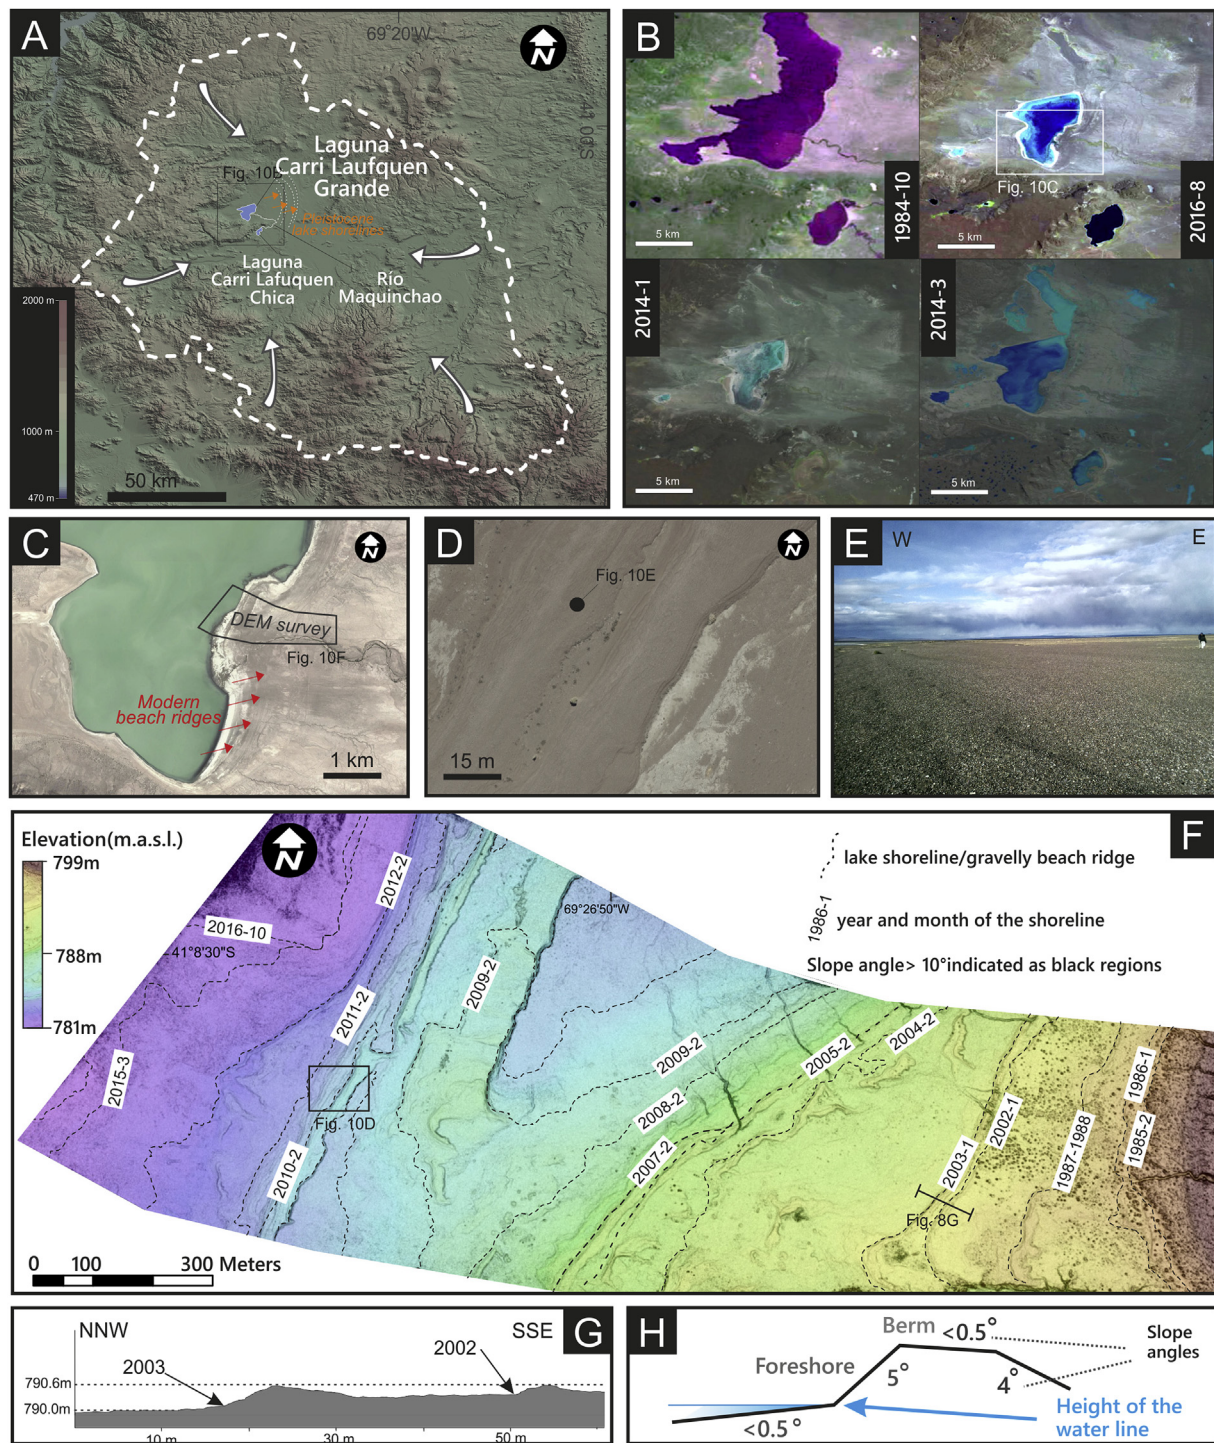 A
69°20'W
N
41°00'S
Laguna
Carri Laufquen
Grande
Fig. 10B
Pleistocene
lake shorelines
Laguna
Carri Lafuquen
Chica
Río
Maquinchao
2000 m
1000 m
470 m
50 km
B
1984-10
5 km
Fig. 10C
2016-8
5 km
2014-1
5 km
2014-3
5 km
C
N
DEM survey
Fig. 10F
Modern
beach ridges
1 km
D
N
Fig. 10E
15 m
E
W
E
F
Elevation(m.a.s.l.)
799m
788m
781m
N
lake shoreline/gravelly beach ridge
1986-1
year and month of the shoreline
Slope angle> 10°indicated as black regions
69°26'50"W
41°8'30"S
2016-10
2015-3
2012-2
2011-2
2010-2
Fig. 10D
2009-2
2009-2
2008-2
2007-2
2005-2
2004-2
2003-1
2002-1
Fig. 8G
1987-1988
1986-1
1985-2
0 100 300 Meters
G
NNW
SSE
2003
2002
790.6m
790.0m
10 m
30 m
50 m
H
Berm
<0.5°
Slope
angles
Foreshore
5°
4°
<0.5°
Height of the
water line